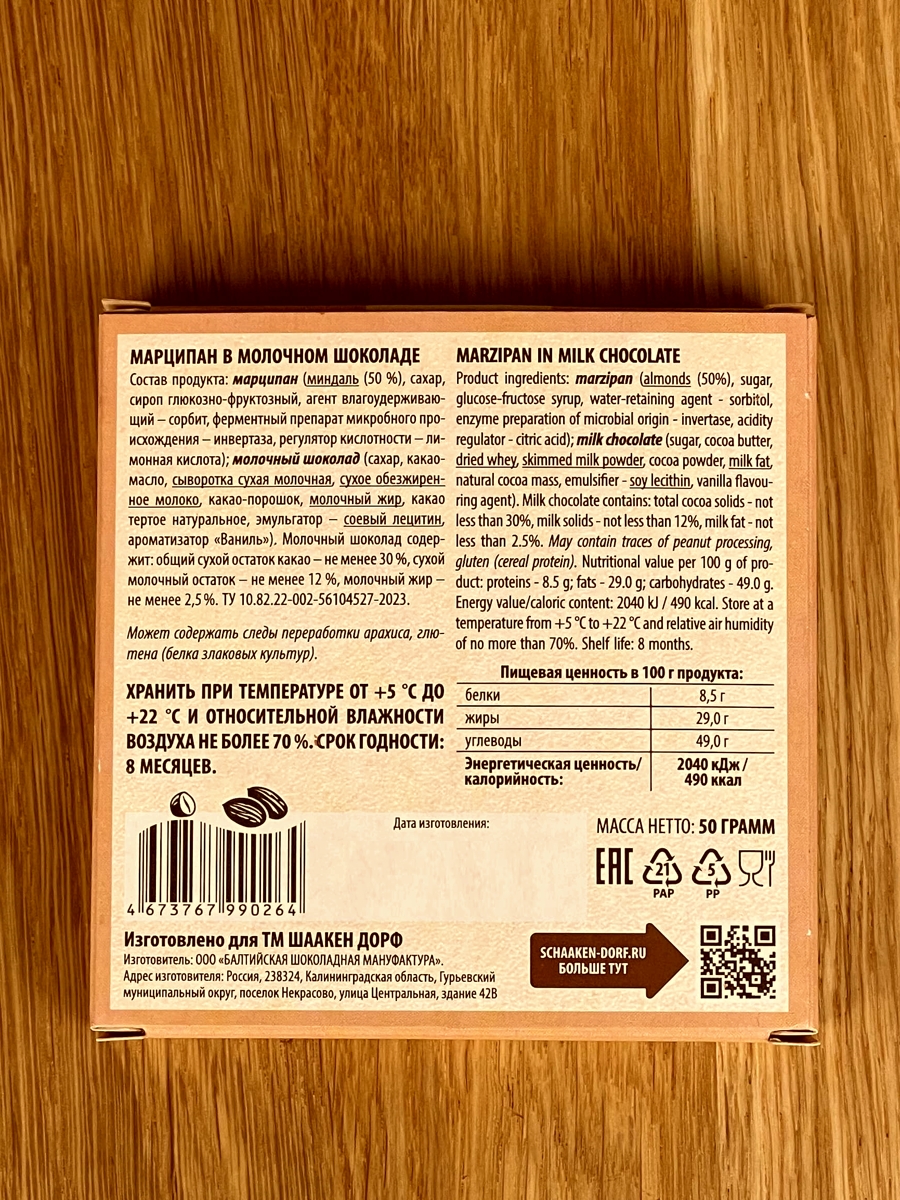 МАРЦИПАН В МОЛОЧНОМ ШОКОЛАДЕ
Состав продукта: марципан (миндаль (50 %), сахар,
сироп глюкозно-фруктозный, агент влагоудерживаю-
щий – сорбит, ферментный препарат микробного про-
исхождения – инвертаза, регулятор кислотности – ли-
монная кислота); молочный шоколад (сахар, какао-
масло, сыворотка сухая молочная, сухое обезжирен-
ное молоко, какао-порошок, молочный жир, какао
тертое натуральное, эмульгатор – соевый лецитин,
ароматизатор «Ваниль»). Молочный шоколад содер-
жит: общий сухой остаток какао – не менее 30 %, сухой
молочный остаток – не менее 12 %, молочный жир –
не менее 2,5 %. ТУ 10.82.22-002-56104527-2023.
Может содержать следы переработки арахиса, глю-
тена (белка злаковых культур).
ХРАНИТЬ ПРИ ТЕМПЕРАТУРЕ ОТ +5 °С ДО
+22 °С И ОТНОСИТЕЛЬНОЙ ВЛАЖНОСТИ
ВОЗДУХА НЕ БОЛЕЕ 70 %. СРОК ГОДНОСТИ:
8 МЕСЯЦЕВ.
MARZIPAN IN MILK CHOCOLATE
Product ingredients: marzipan (almonds (50%), sugar,
glucose-fructose syrup, water-retaining agent - sorbitol,
enzyme preparation of microbial origin - invertase, acidity
regulator - citric acid); milk chocolate (sugar, cocoa butter,
dried whey, skimmed milk powder, cocoa powder, milk fat,
natural cocoa mass, emulsifier - soy lecithin, vanilla flavou-
ring agent). Milk chocolate contains: total cocoa solids - not
less than 30%, milk solids - not less than 12%, milk fat - not
less than 2.5%. May contain traces of peanut processing,
gluten (cereal protein). Nutritional value per 100 g of pro-
duct: proteins - 8.5 g; fats - 29.0 g; carbohydrates - 49.0 g.
Energy value/caloric content: 2040 kJ / 490 kcal. Store at a
temperature from +5 °C to +22 °C and relative air humidity
of no more than 70%. Shelf life: 8 months.
Пищевая ценность в 100 г продукта:
белки 8,5 г
жиры 29,0 г
углеводы 49,0 г
Энергетическая ценность/ 2040 кДж /
калорийность: 490 ккал
Дата изготовления:
4 673767 990264
МАССА НЕТТО: 50 ГРАММ
EAC 21 5
PAP PP
Изготовлено для ТМ ШААКЕН ДОРФ
Изготовитель: ООО «БАЛТИЙСКАЯ ШОКОЛАДНАЯ МАНУФАКТУРА».
Адрес изготовителя: Россия, 238324, Калининградская область, Гурьевский
муниципальный округ, поселок Некрасово, улица Центральная, здание 42В
SCHAAKEN-DORF.RU
БОЛЬШЕ ТУТ